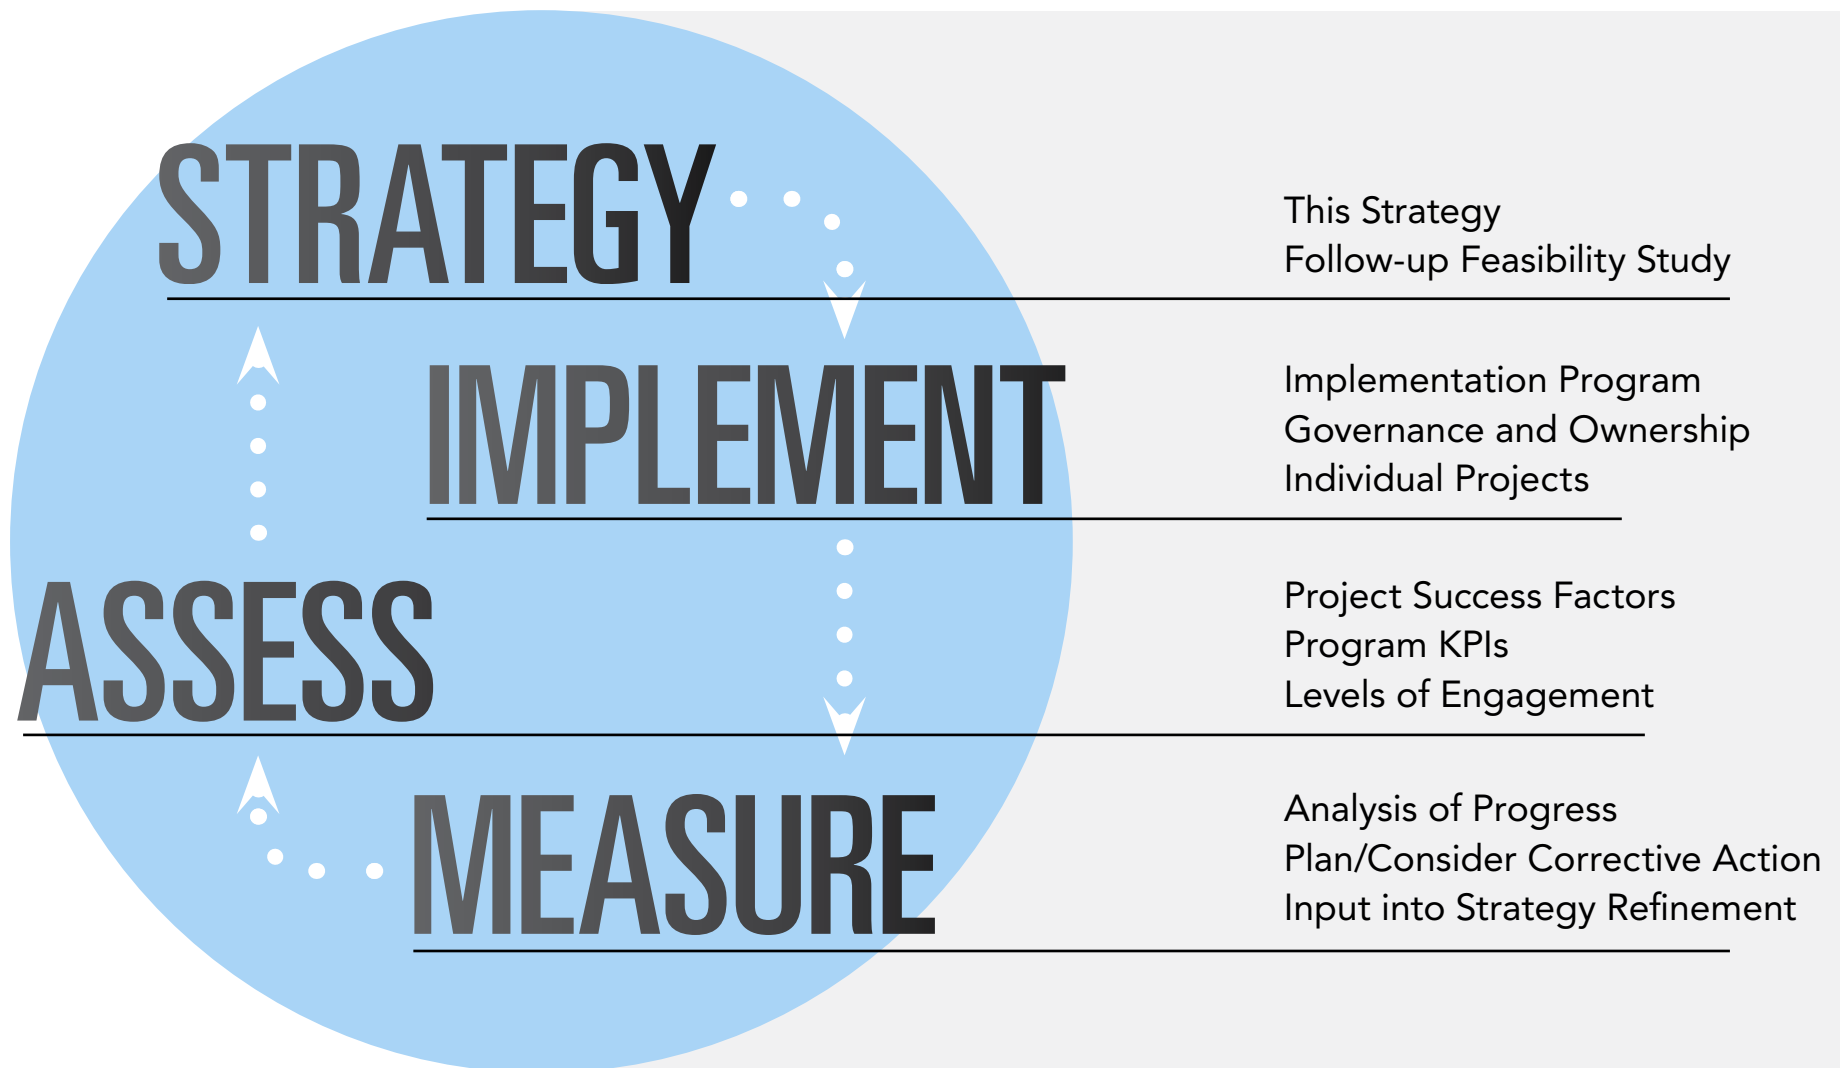 STRATEGY
This Strategy
Follow-up Feasibility Study
IMPLEMENT
Implementation Program
Governance and Ownership
Individual Projects
ASSESS
Project Success Factors
Program KPIs
Levels of Engagement
MEASURE
Analysis of Progress
Plan/Consider Corrective Action
Input into Strategy Refinement